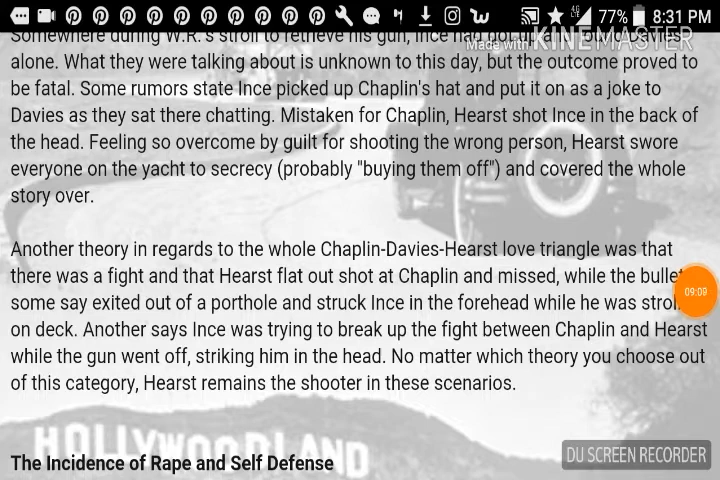 77% 8:31 PM
Made with KINEMASTER
Somewhere during W.R.'s stroll to retrieve his gun, Ince had Davies
alone. What they were talking about is unknown to this day, but the outcome proved to
be fatal. Some rumors state Ince picked up Chaplin's hat and put it on as a joke to
Davies as they sat there chatting. Mistaken for Chaplin, Hearst shot Ince in the back of
the head. Feeling so overcome by guilt for shooting the wrong person, Hearst swore
everyone on the yacht to secrecy (probably "buying them off") and covered the whole
story over.
Another theory in regards to the whole Chaplin-Davies-Hearst love triangle was that
there was a fight and that Hearst flat out shot at Chaplin and missed, while the bullet
09:09
some say exited out of a porthole and struck Ince in the forehead while he was
on deck. Another says Ince was trying to break up the fight between Chaplin and Hearst
while the gun went off, striking him in the head. No matter which theory you choose out
of this category, Hearst remains the shooter in these scenarios.
HOLLYWOODLAND
DU SCREEN RECORDER
The Incidence of Rape and Self Defense